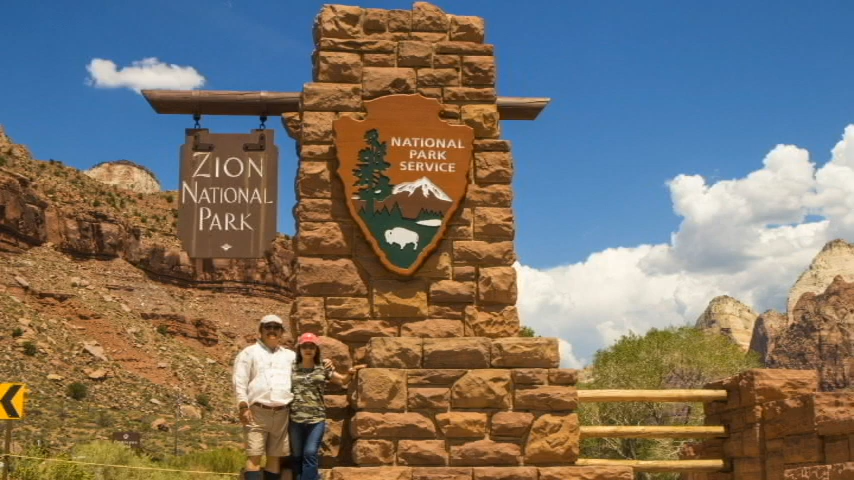 ZION
NATIONAL
PARK
NATIONAL
PARK
SERVICE